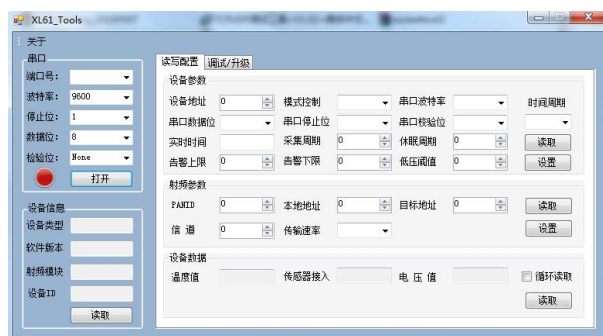 XL61_Tools
关于
串口
端口号:
波特率: 9600
停止位: 1
数据位: 8
检验位: None
打开
设备信息
设备类型
软件版本
射频模块
设备ID
读取
读写配置 调试/升级
设备参数
设备地址 0 模式控制 串口波特率 时间周期
串口数据位 串口停止位 串口校验位
实时时间 采集周期 0 休眠周期 0 读取
告警上限 0 告警下限 0 低压阈值 0 设置
射频参数
PANID 0 本地地址 0 目标地址 0 读取
信 道 0 传输速率 设置
设备数据
温度值 传感器接入 电 压 值 循环读取
读取